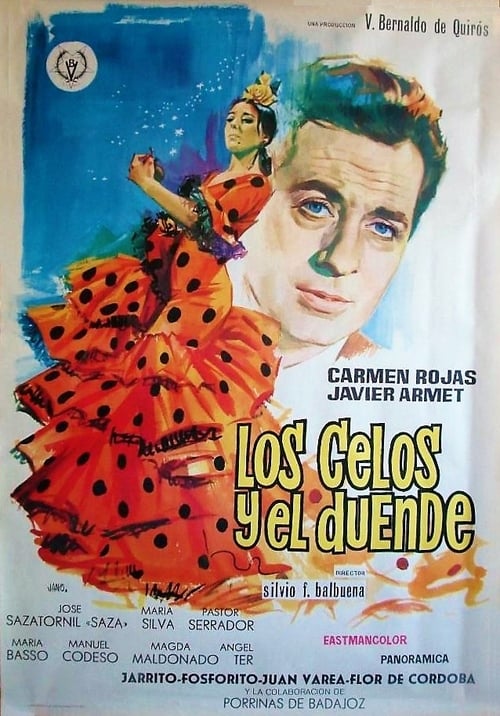 UNA PRODUCCION V. Bernaldo de Quirós
CARMEN ROJAS
JAVIER ARMET
LOS CELOS
Y EL DUENDE
DIRECTOR
silvio f. balbuena
JANO.
JOSE SAZATORNIL «SAZA» MARIA SILVA PASTOR SERRADOR
MARIA BASSO MANUEL CODESO MAGDA MALDONADO ANGEL TER
EASTMANCOLOR
PANORAMICA
JARRITO-FOSFORITO-JUAN VAREA-FLOR DE CORDOBA
Y LA COLABORACION DE
PORRINAS DE BADAJOZ